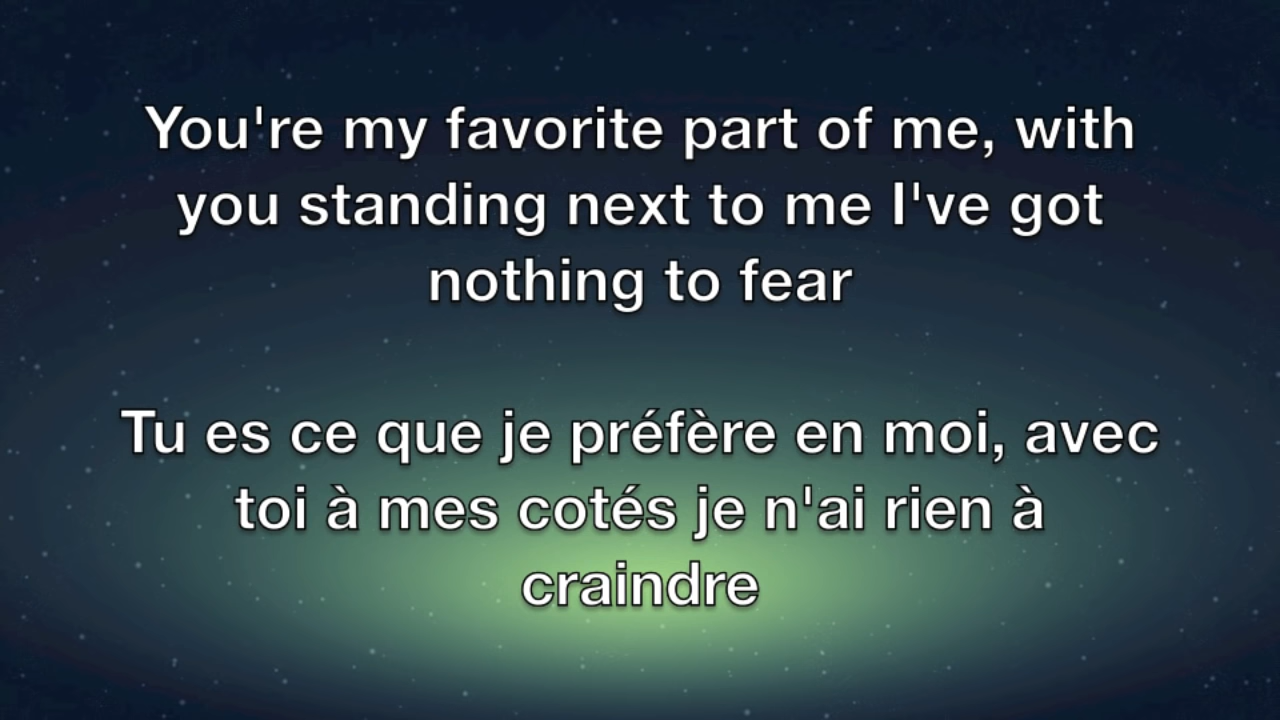 You're my favorite part of me, with
you standing next to me I've got
nothing to fear
Tu es ce que je préfère en moi, avec
toi à mes cotés je n'ai rien à
craindre